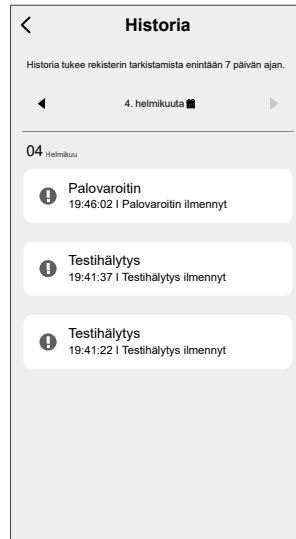 Historia
Historia tukee rekisterin tarkistamista enintään 7 päivän ajan.
4. helmikuuta
04 Helmikuu
Palovaroitin
19:46:02 I Palovaroitin ilmennyt
Testihälytys
19:41:37 I Testihälytys ilmennyt
Testihälytys
19:41:22 I Testihälytys ilmennyt